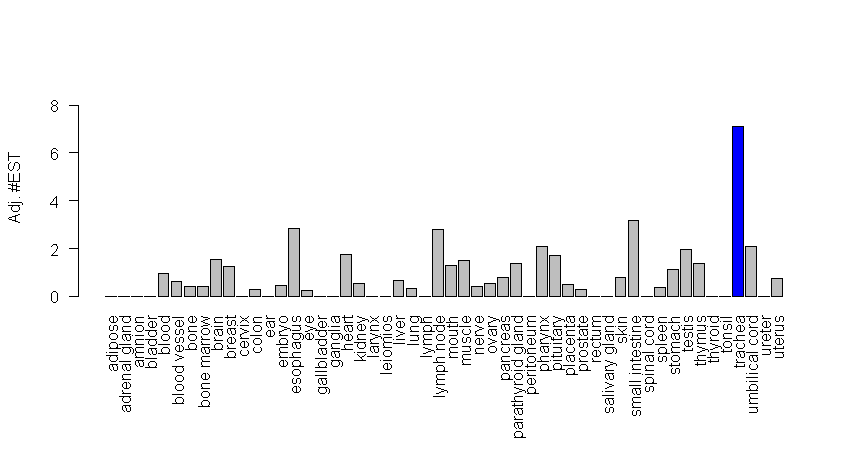 Adj. #EST
8
6
4
2
0
adipose
adrenal gland
amnion
bladder
blood
blood vessel
bone
bone marrow
brain
breast
cervix
colon
ear
embryo
esophagus
eye
gallbladder
ganglia
heart
kidney
larynx
leiomios
liver
lung
lymph
lymph node
mouth
muscle
nerve
ovary
pancreas
parathyroid gland
peritoneum
pharynx
pituitary
placenta
prostate
rectum
salivary gland
skin
small intestine
spinal cord
spleen
stomach
testis
thymus
thyroid
tonsil
trachea
umbilical cord
ureter
uterus